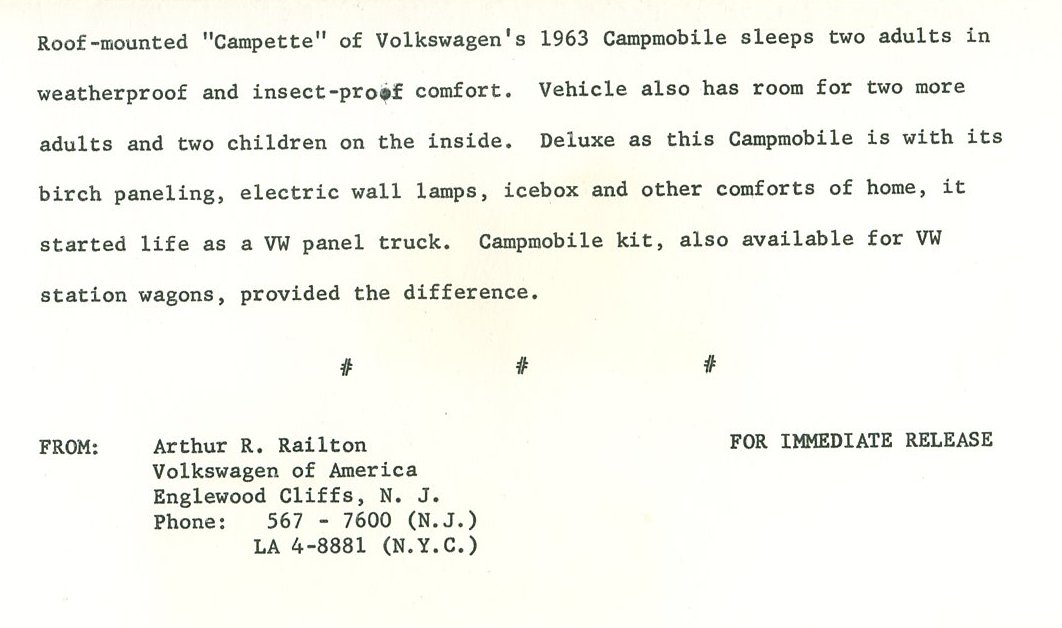 Roof-mounted "Campette" of Volkswagen's 1963 Campmobile sleeps two adults in
weatherproof and insect-proof comfort. Vehicle also has room for two more
adults and two children on the inside. Deluxe as this Campmobile is with its
birch paneling, electric wall lamps, icebox and other comforts of home, it
started life as a VW panel truck. Campmobile kit, also available for VW
station wagons, provided the difference.
# # #
FROM: Arthur R. Railton FOR IMMEDIATE RELEASE
Volkswagen of America
Englewood Cliffs, N. J.
Phone: 567 - 7600 (N.J.)
LA 4-8881 (N.Y.C.)